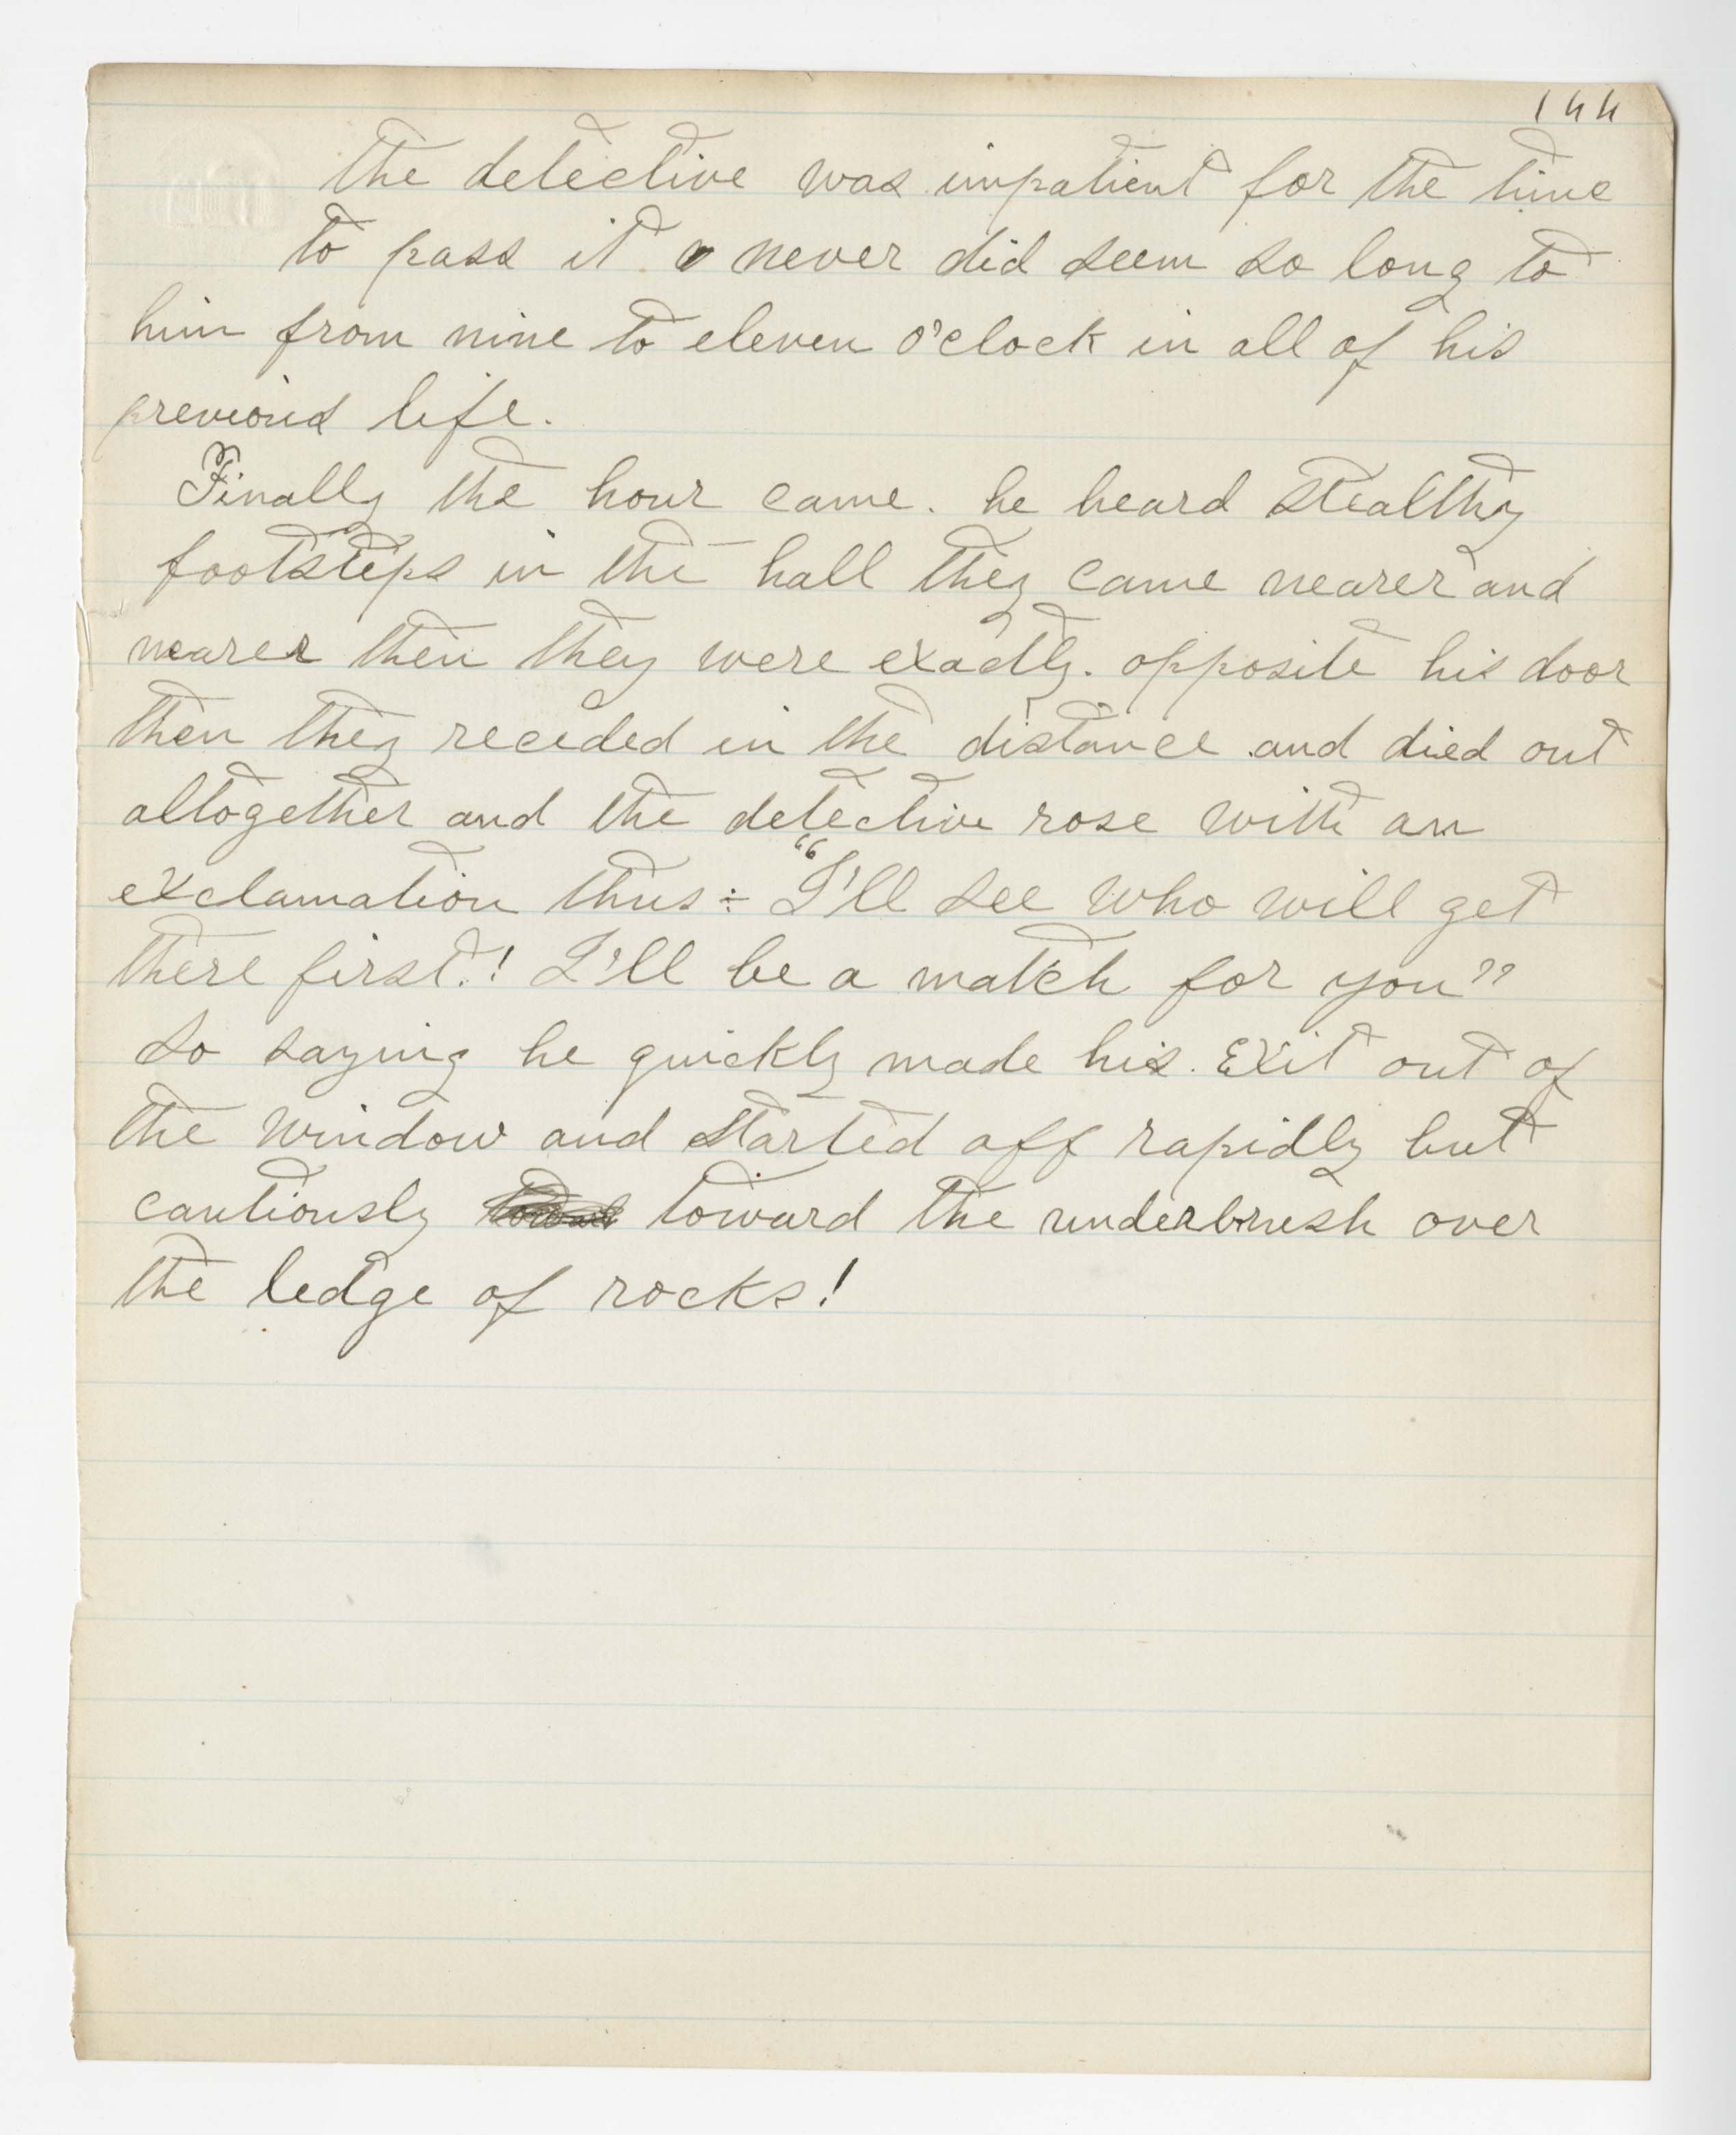 144
the detective was impatient for the time
to pass it never did seem so long to
him from nine to eleven o'clock in all of his
previous life.
Finally the hour came. he heard stealthy
footsteps in the hall they came nearer and
nearer then they were exactly. opposite his door
then they receded in the distance and died out
altogether and the detective rose with an
exclamation thus÷ "I'll see who will get
there first.! I'll be a match for you"
So saying he quickly made his. Exit out of
the window and started off rapidly but
cautiously toward the underbrush over
the ledge of rocks!